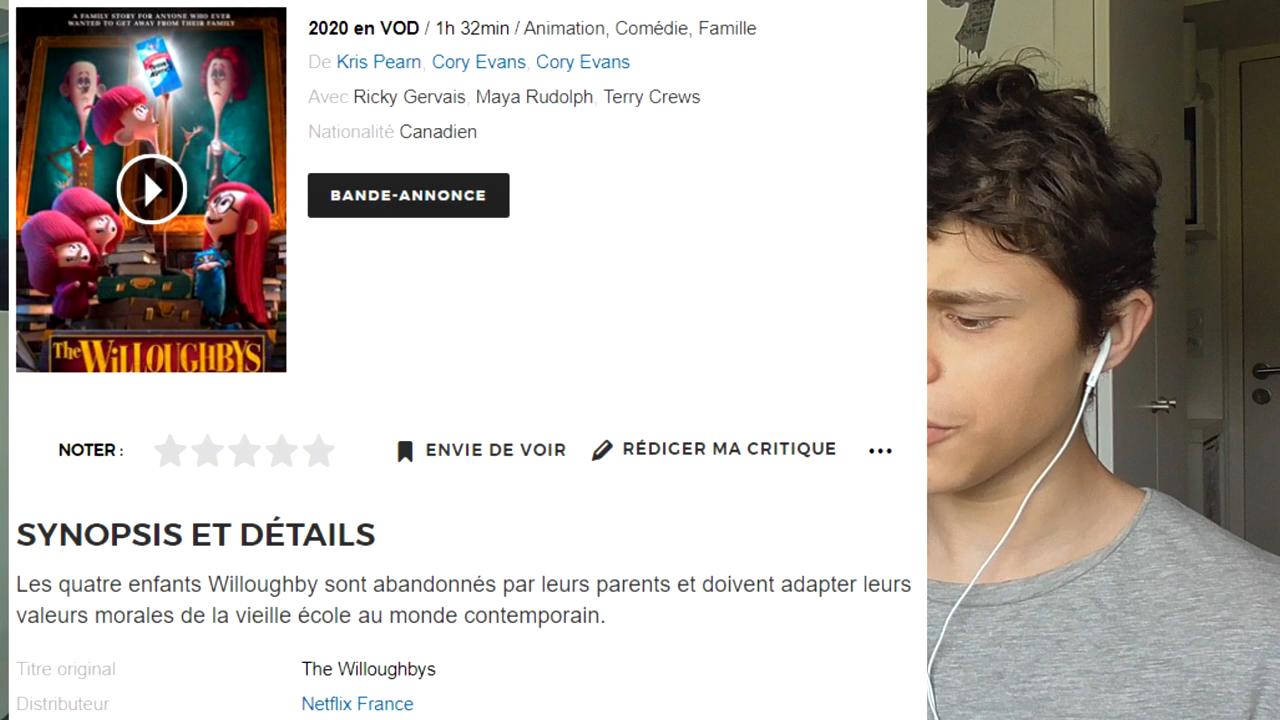 A FAMILY STORY FOR ANYONE WHO EVER
WANTED TO GET AWAY FROM THEIR FAMILY
The WiLLOUGHBYS
2020 en VOD / 1h 32min / Animation, Comédie, Famille
De Kris Pearn, Cory Evans, Cory Evans
Avec Ricky Gervais, Maya Rudolph, Terry Crews
Nationalité Canadien
BANDE-ANNONCE
NOTER :
ENVIE DE VOIR
RÉDIGER MA CRITIQUE
SYNOPSIS ET DÉTAILS
Les quatre enfants Willoughby sont abandonnés par leurs parents et doivent adapter leurs
valeurs morales de la vieille école au monde contemporain.
Titre original The Willoughbys
Distributeur Netflix France